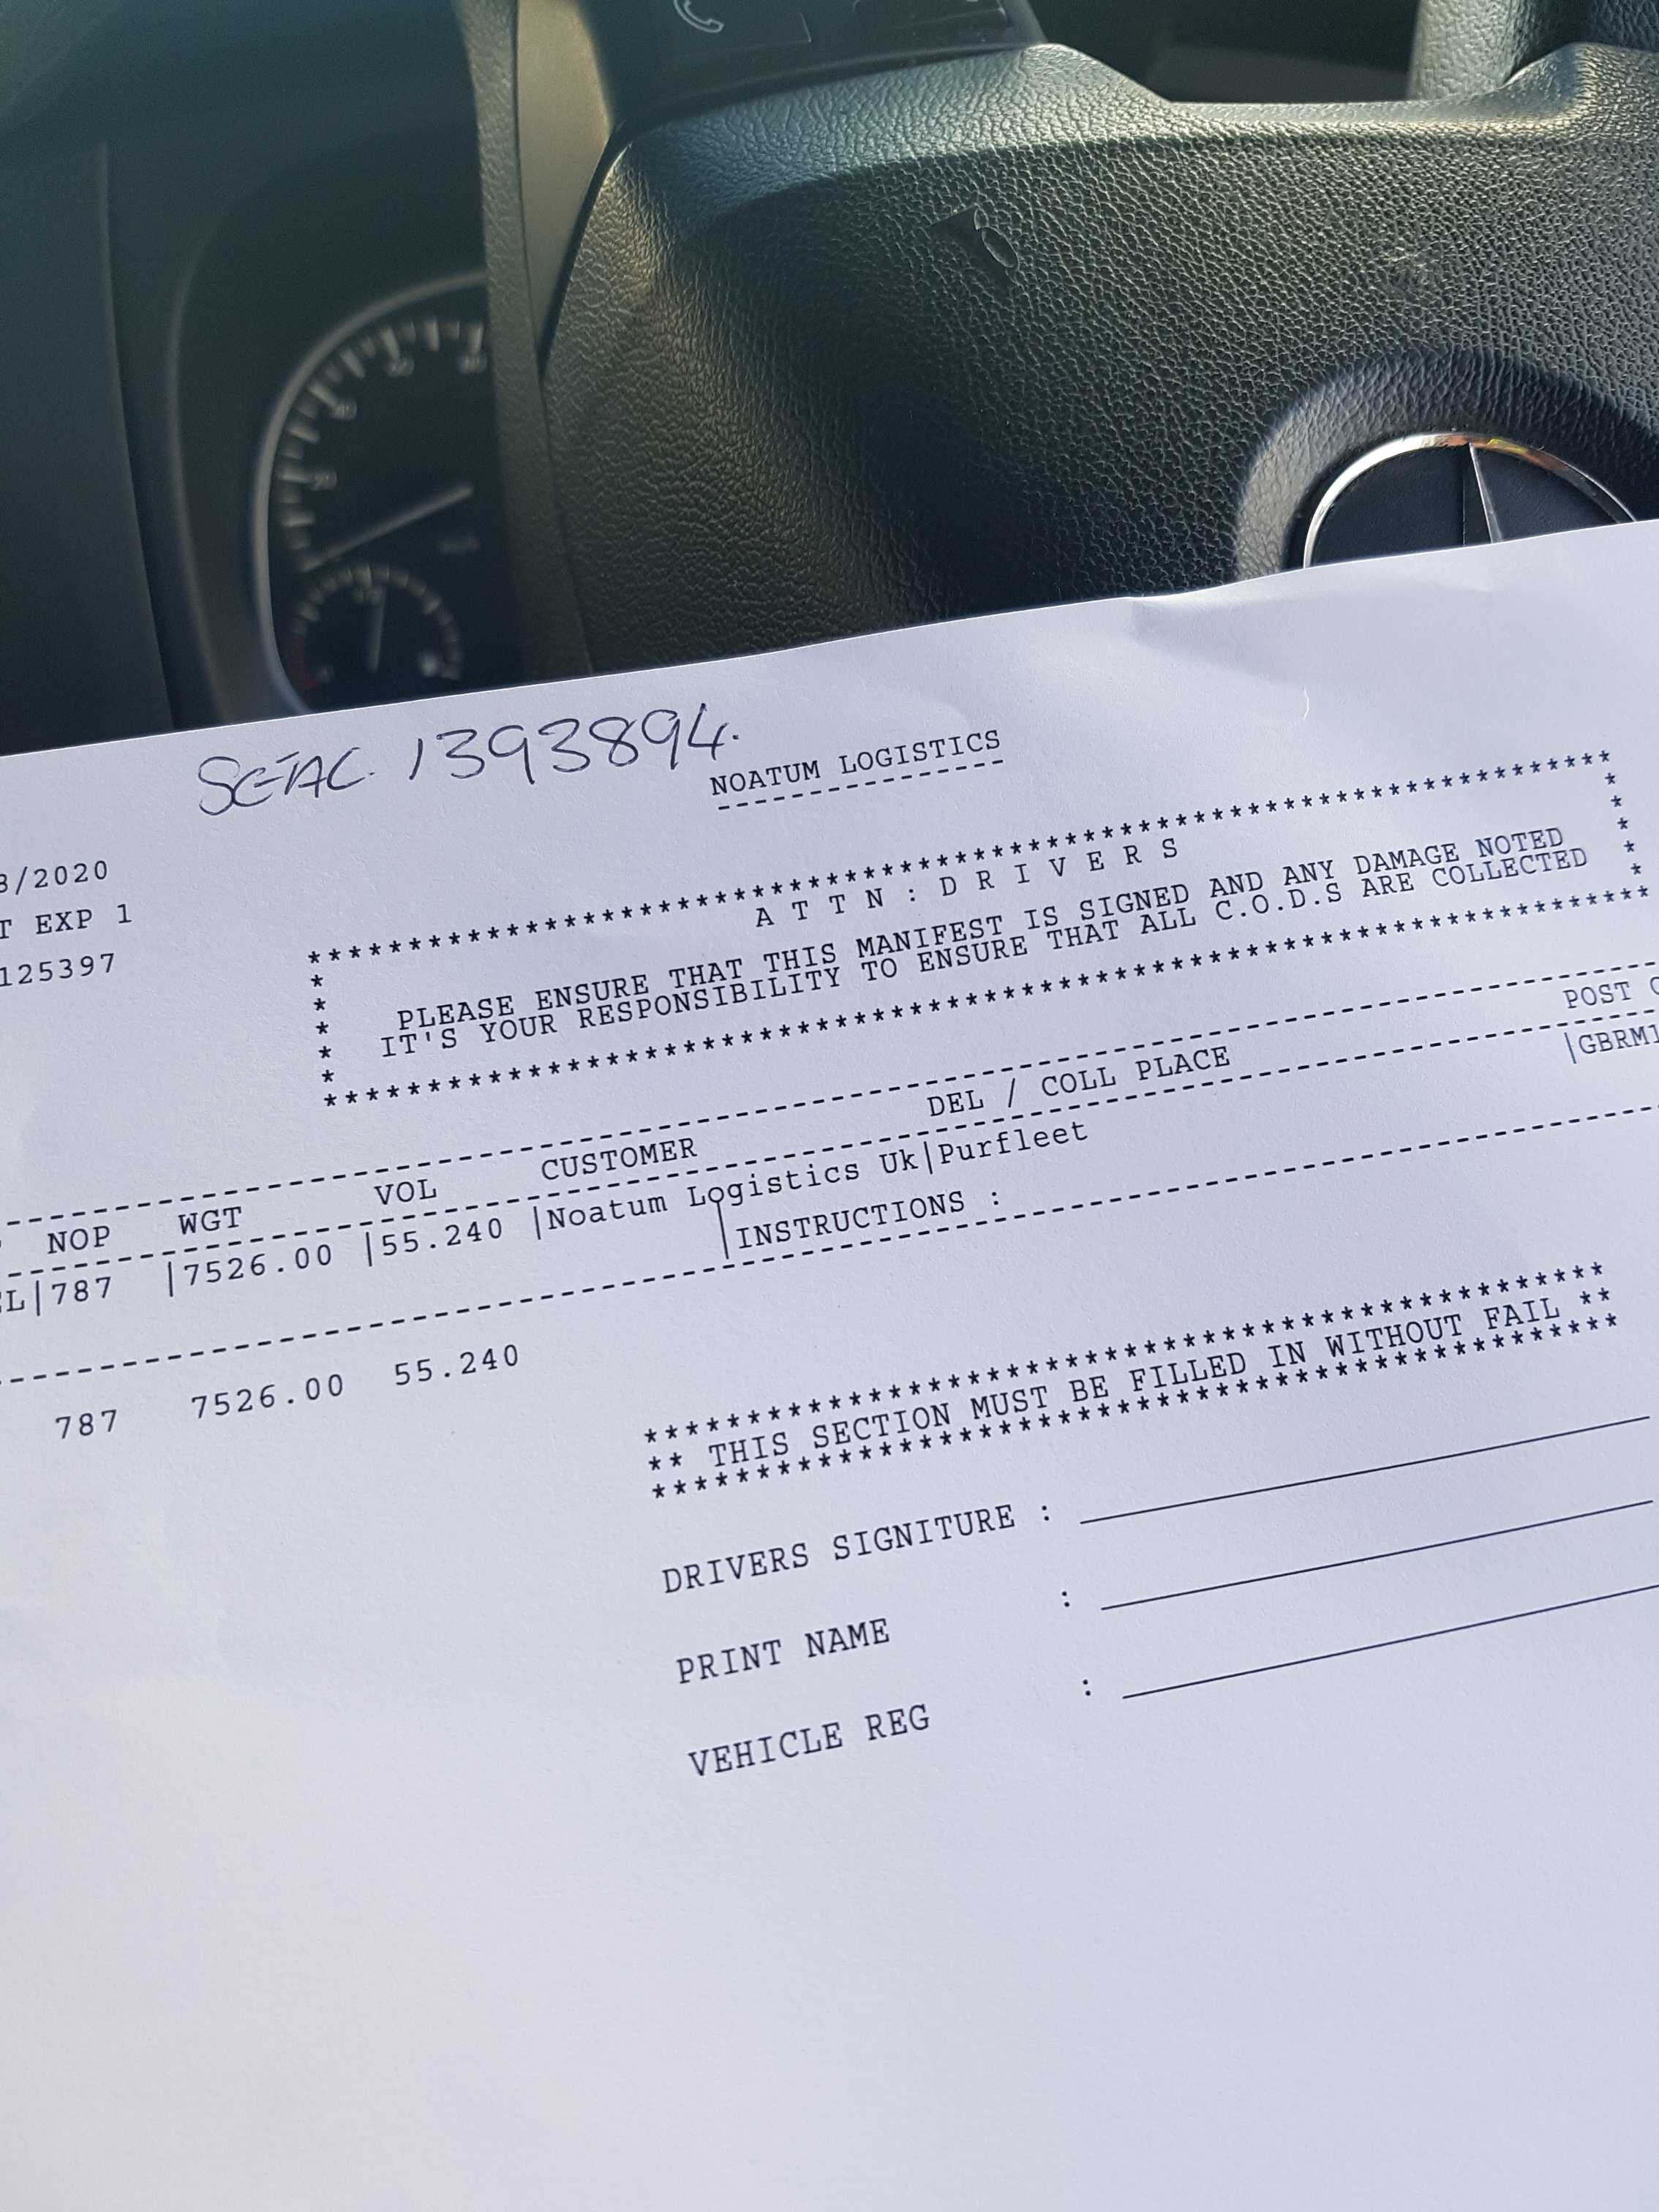 SEAL. 1393894.
NOATUM LOGISTICS
3/2020
T EXP 1
125397
************************************************
* ATTN:DRIVERS *
* PLEASE ENSURE THAT THIS MANIFEST IS SIGNED AND ANY DAMAGE NOTED *
* IT'S YOUR RESPONSIBILITY TO ENSURE THAT ALL C.O.D.S ARE COLLECTED *
************************************************
NOP WGT VOL CUSTOMER DEL / COLL PLACE POST
L|787 |7526.00 |55.240 |Noatum Logistics Uk|Purfleet |GBRM1
|INSTRUCTIONS :
787 7526.00 55.240
************************************************
** THIS SECTION MUST BE FILLED IN WITHOUT FAIL **
************************************************
DRIVERS SIGNITURE :
PRINT NAME :
VEHICLE REG :